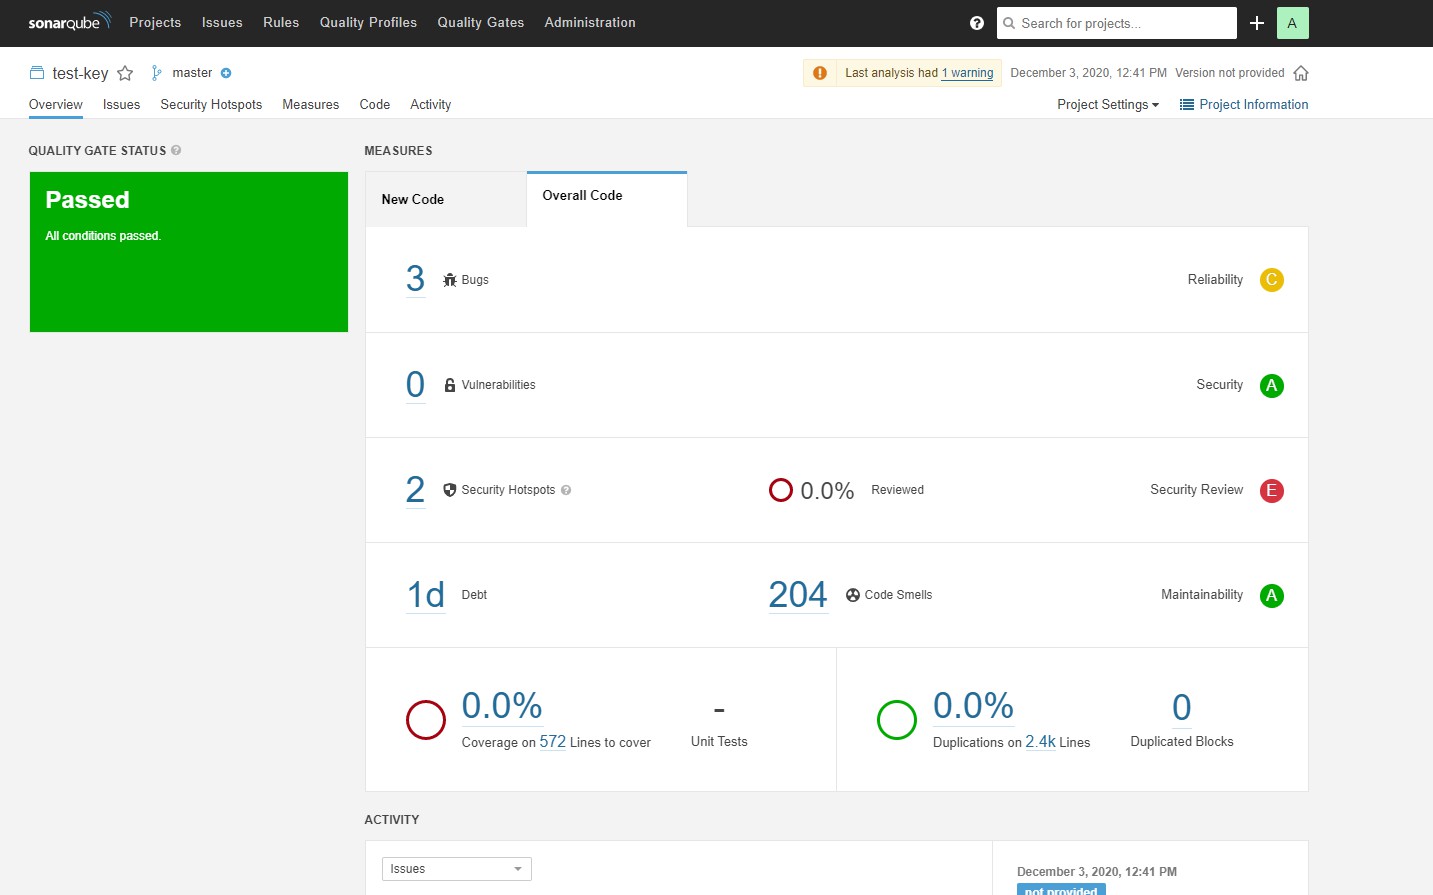 sonarqube Projects Issues Rules Quality Profiles Quality Gates Administration ? Search for projects... + A
test-key master Last analysis had 1 warning December 3, 2020, 12:41 PM Version not provided
Overview Issues Security Hotspots Measures Code Activity Project Settings Project Information
QUALITY GATE STATUS ?
MEASURES
Passed
All conditions passed.
New Code Overall Code
3 Bugs Reliability C
0 Vulnerabilities Security A
2 Security Hotspots ? 0.0% Reviewed Security Review E
1d Debt 204 Code Smells Maintainability A
0.0%
Coverage on 572 Lines to cover
-
Unit Tests
0.0%
Duplications on 2.4k Lines
0
Duplicated Blocks
ACTIVITY
Issues
December 3, 2020, 12:41 PM
not provided